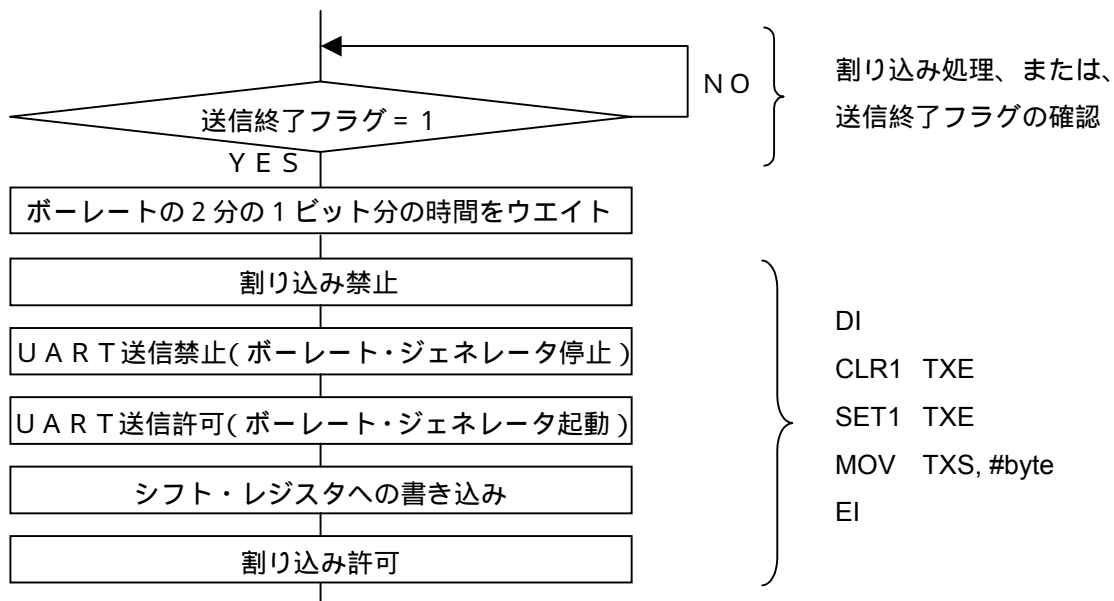 送信終了フラグ = 1
NO
YES
割り込み処理、または、
送信終了フラグの確認
ボーレートの2分の1ビット分の時間をウエイト
割り込み禁止
UART送信禁止(ボーレート・ジェネレータ停止)
UART送信許可(ボーレート・ジェネレータ起動)
シフト・レジスタへの書き込み
割り込み許可
DI
CLR1 TXE
SET1 TXE
MOV TXS, #byte
EI